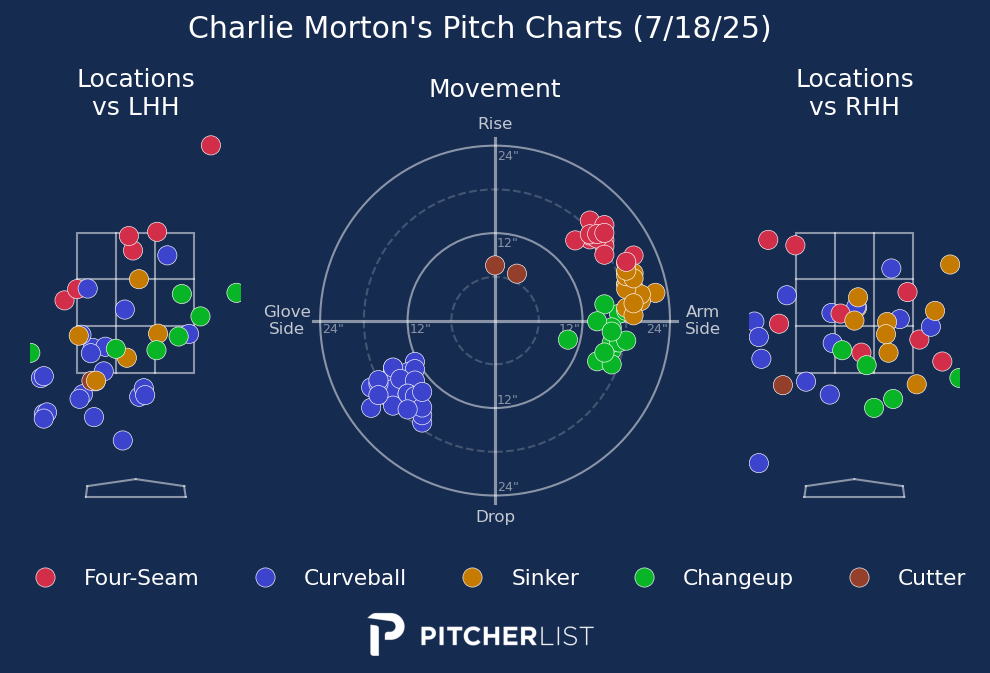 Charlie Morton's Pitch Charts (7/18/25)
Locations
vs LHH
Movement
Locations
vs RHH
Rise
24"
12"
Glove
Side
24"
12"
12"
24"
Arm
Side
12"
24"
Drop
Four-Seam
Curveball
Sinker
Changeup
Cutter
PITCHERLIST